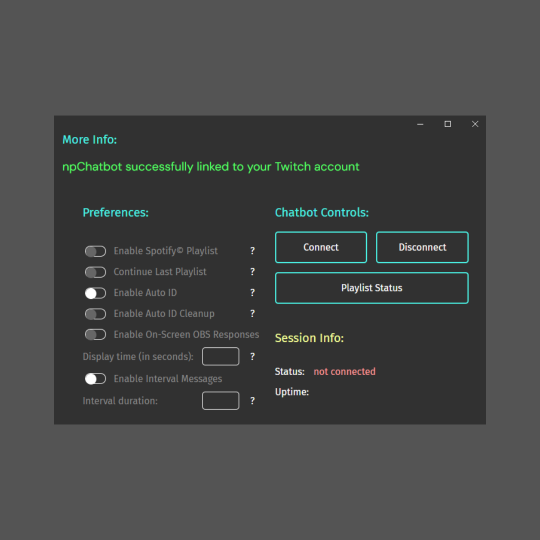 More Info:
npChatbot successfully linked to your Twitch account
Preferences:
Enable Spotify© Playlist ?
Continue Last Playlist ?
Enable Auto ID ?
Enable Auto ID Cleanup ?
Enable On-Screen OBS Responses
Display time (in seconds): ?
Enable Interval Messages
Interval duration: ?
Chatbot Controls:
Connect Disconnect
Playlist Status
Session Info:
Status: not connected
Uptime: